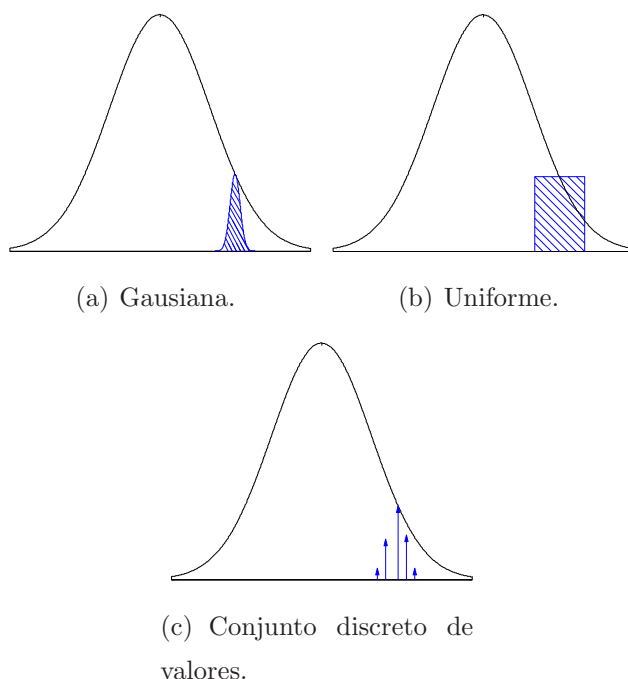 (a) Gausiana.
(b) Uniforme.
(c) Conjunto discreto de
valores.